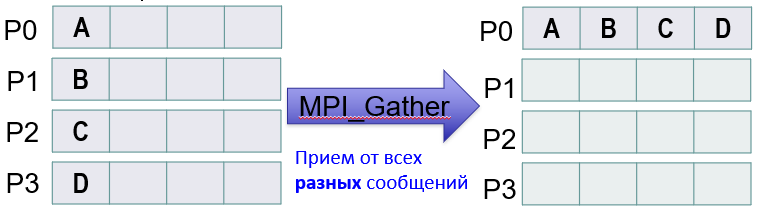 P0 A
P1 B
P2 C
P3 D
MPI_Gather
Прием от всех
разных сообщений
P0 A B C D
P1
P2
P3